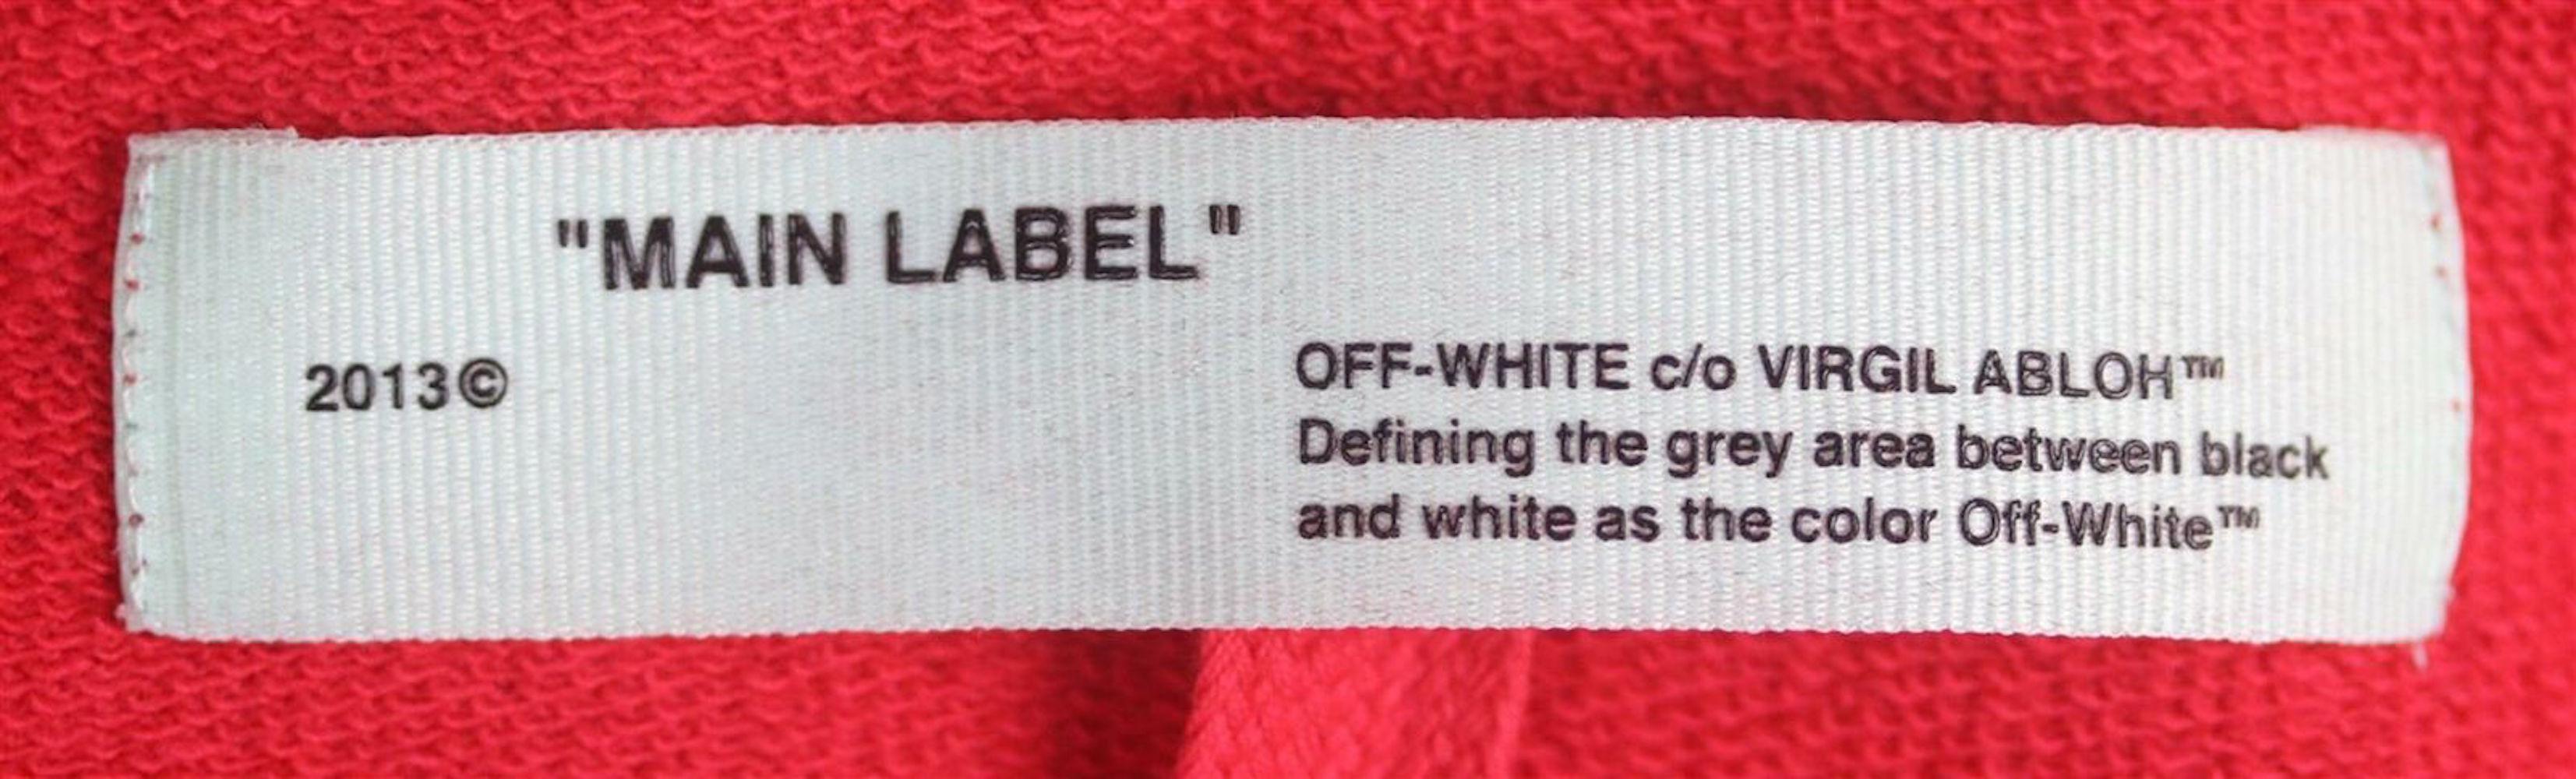 "MAIN LABEL"
2013©
OFF-WHITE c/o VIRGIL ABLOH™
Defining the grey area between black
and white as the color Off-White™